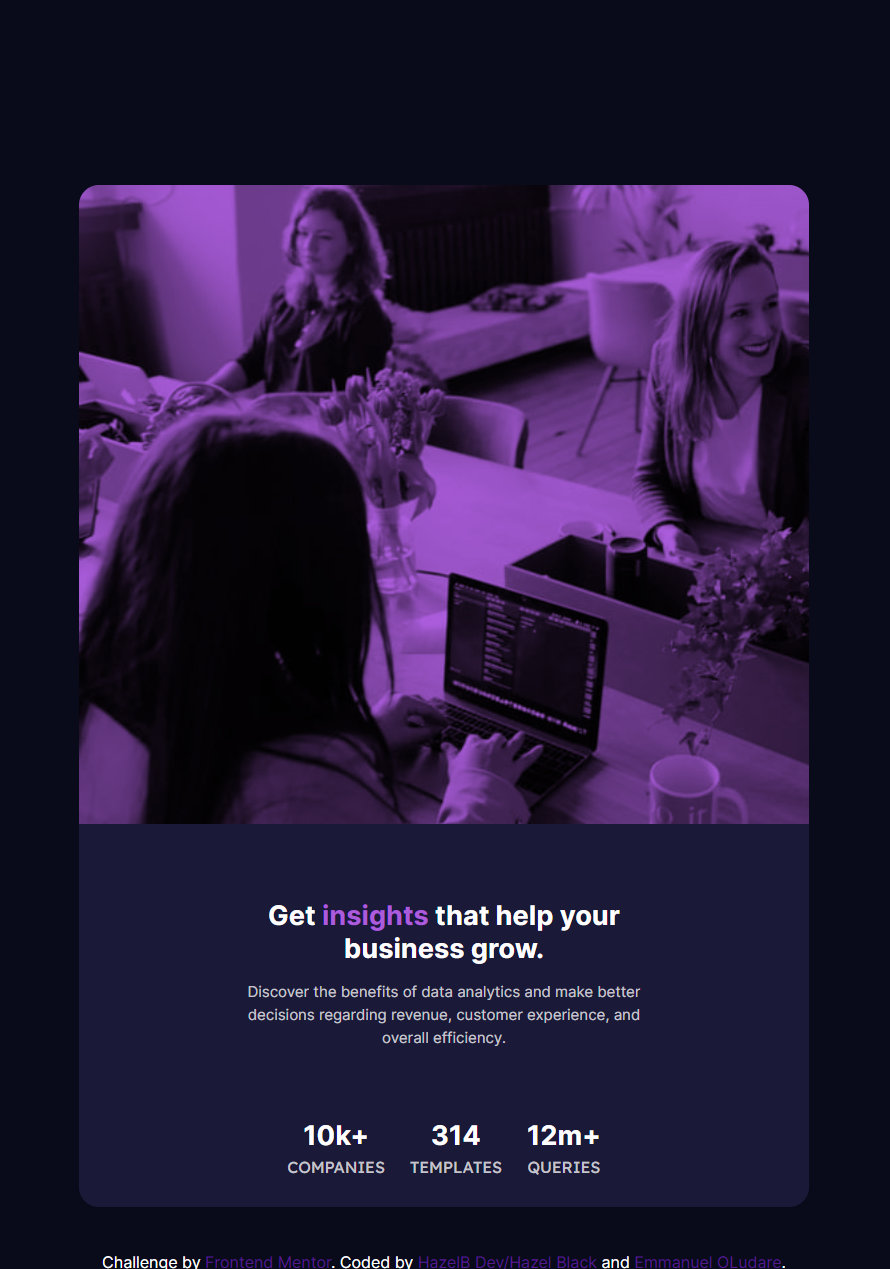 Get insights that help your
business grow.
Discover the benefits of data analytics and make better
decisions regarding revenue, customer experience, and
overall efficiency.
10k+ 314 12m+
COMPANIES TEMPLATES QUERIES
Challenge by Frontend Mentor. Coded by HazelB Dev/Hazel Black and Emmanuel OLudare.